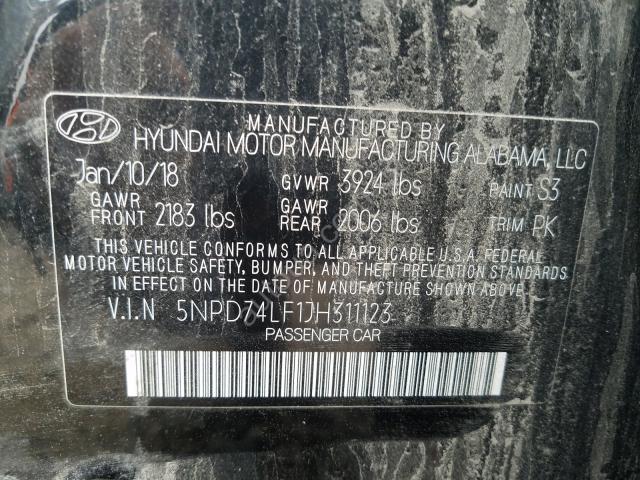 MANUFACTURED BY
HYUNDAI MOTOR MANUFACTURING ALABAMA, LLC
Jan/10/18 GVWR 3924 lbs PAINT S3
GAWR FRONT 2183 lbs GAWR REAR 2006 lbs TRIM PK
THIS VEHICLE CONFORMS TO ALL APPLICABLE U.S.A. FEDERAL
MOTOR VEHICLE SAFETY, BUMPER, AND THEFT PREVENTION STANDARDS
IN EFFECT ON THE DATE OF MANUFACTURE SHOWN ABOVE.
V.I.N 5NPD74LF1JH311123
PASSENGER CAR